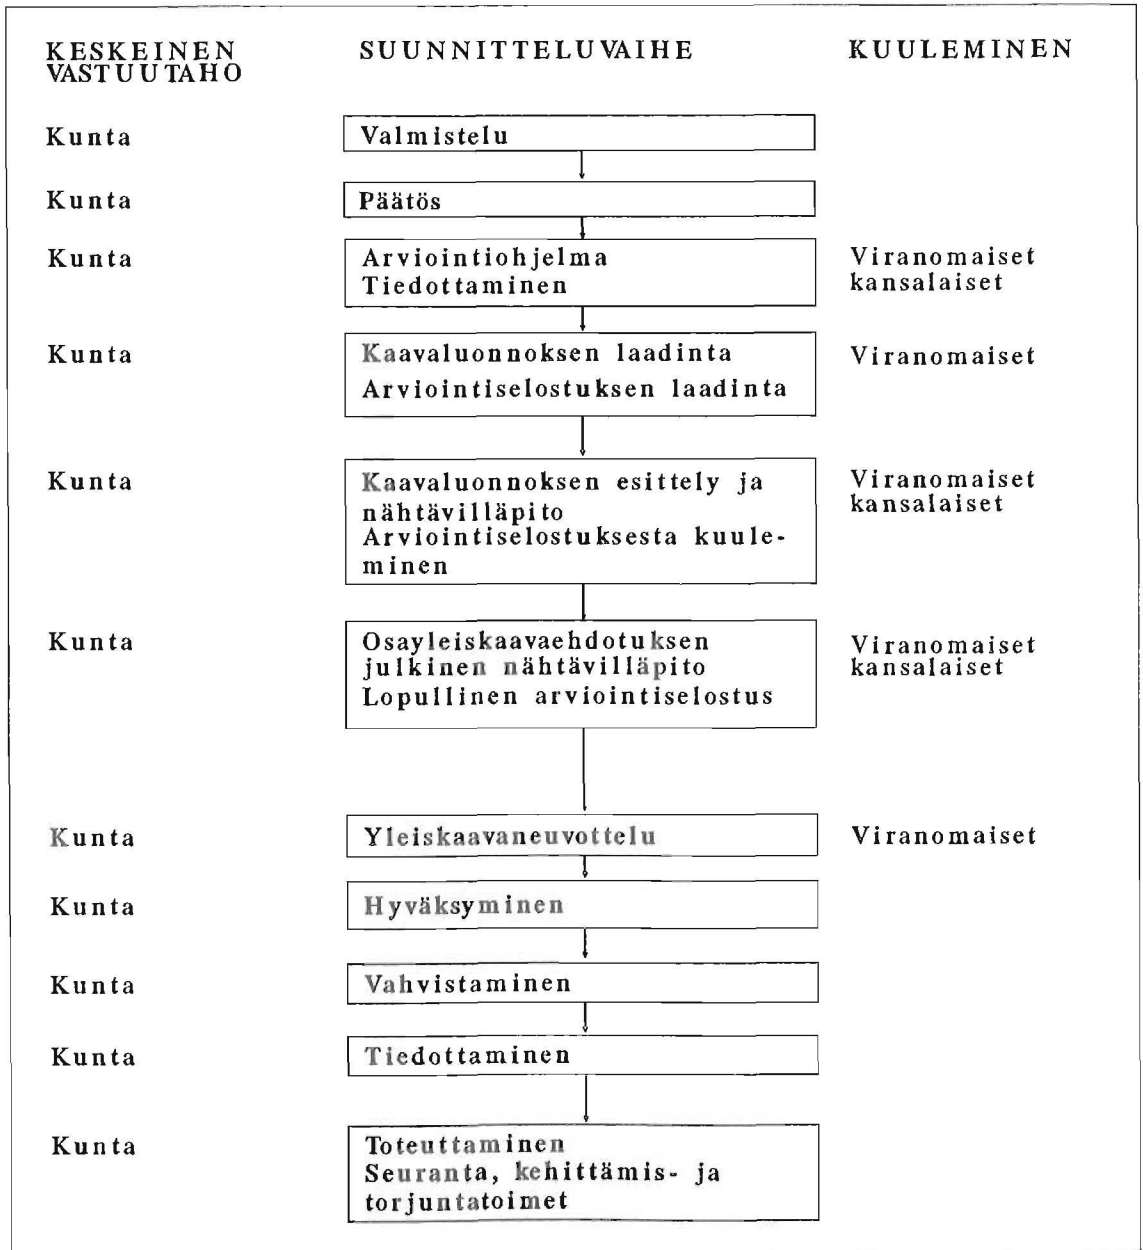 KESKEINEN VASTUUTAHO SUUNNITTELUVAIHE KUULEMINEN
Kunta Valmistelu
Kunta Päätös
Kunta Arviointiohjelma Viranomaiset
Tiedottaminen kansalaiset
Kunta Kaavaluonnoksen laadinta Viranomaiset
Arviointiselostuksen laadinta
Kunta Kaavaluonnoksen esittely ja Viranomaiset
nähtävilläpito kansalaiset
Arviointiselostuksesta kuule-
minen
Kunta Osayleiskaavaehdotuksen Viranomaiset
julkinen nähtävilläpito kansalaiset
Lopullinen arviointiselostus
Kunta Yleiskaavaneuvottelu Viranomaiset
Kunta Hyväksyminen
Kunta Vahvistaminen
Kunta Tiedottaminen
Kunta Toteuttaminen
Seuranta, kehittämis- ja
torjuntatoimet